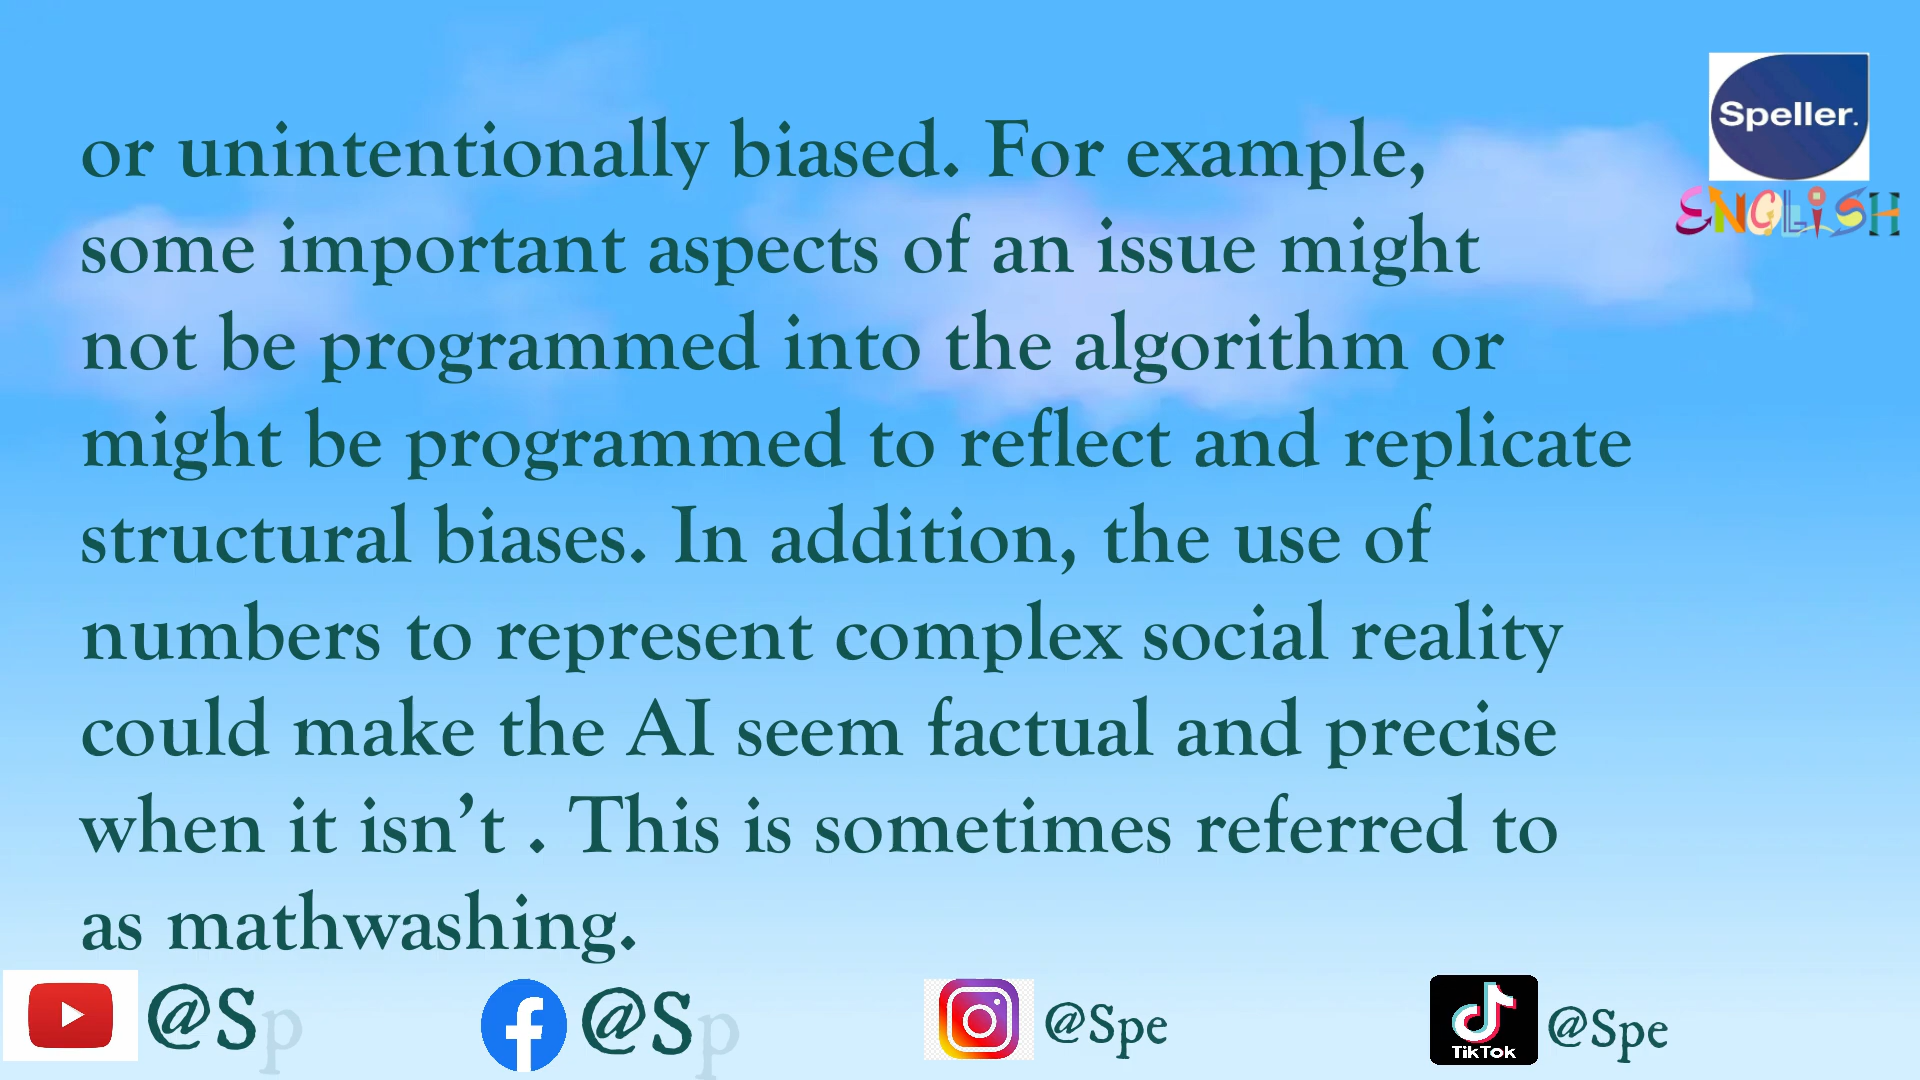 Speller.
ENGLISH
or unintentionally biased. For example,
some important aspects of an issue might
not be programmed into the algorithm or
might be programmed to reflect and replicate
structural biases. In addition, the use of
numbers to represent complex social reality
could make the AI seem factual and precise
when it isn’t . This is sometimes referred to
as mathwashing.
@Sp
@Sp
@Spe
TikTok
@Spe